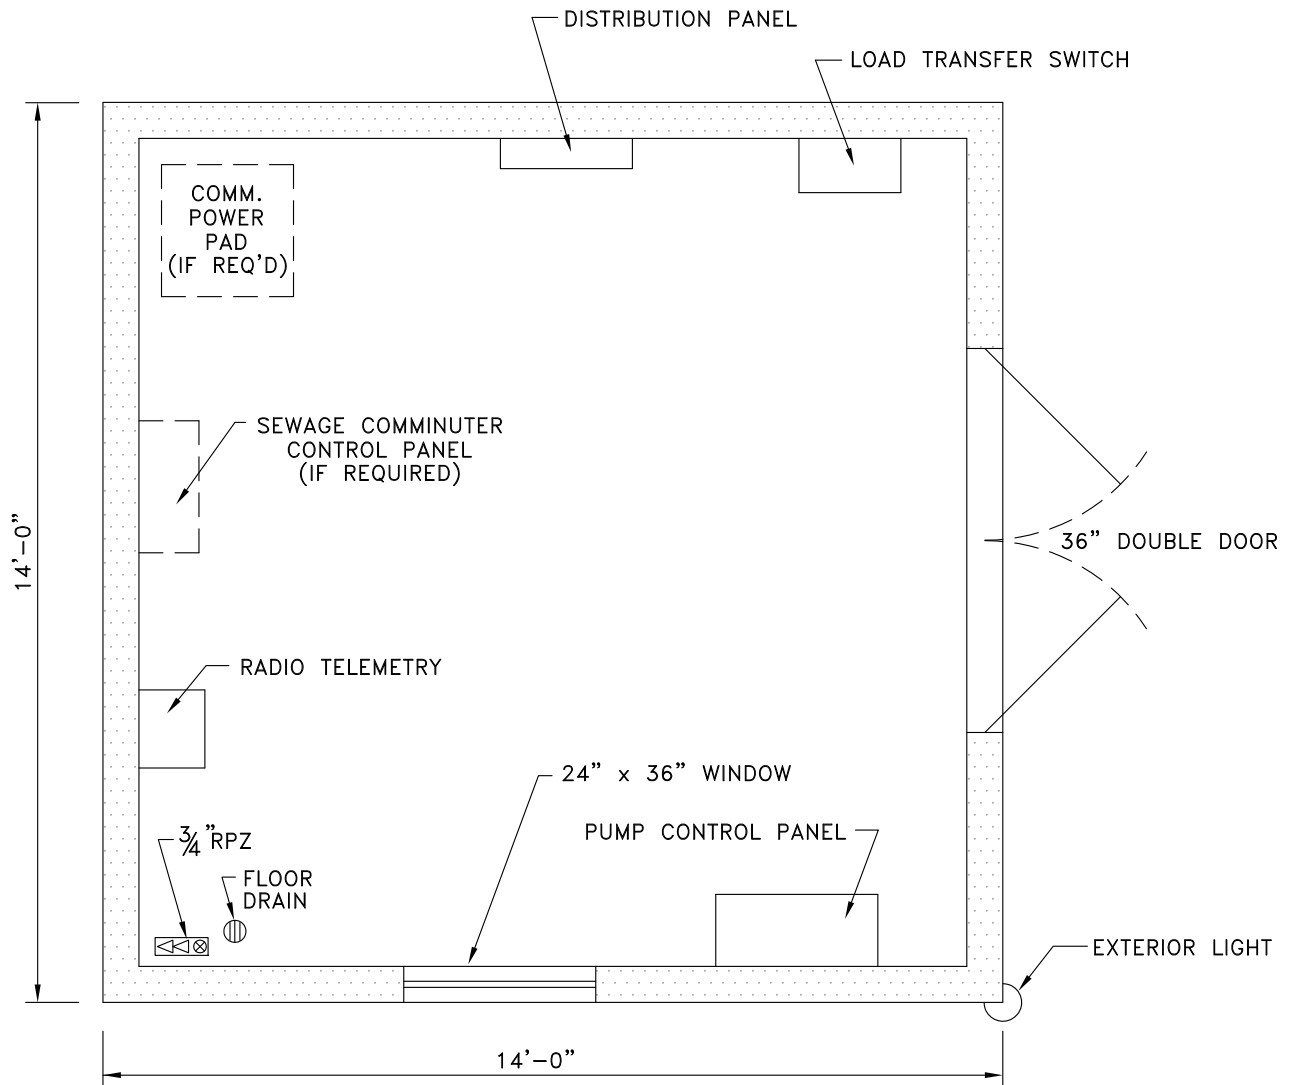 DISTRIBUTION PANEL
LOAD TRANSFER SWITCH
COMM.
POWER
PAD
(IF REQ'D)
SEWAGE COMMINUTER
CONTROL PANEL
(IF REQUIRED)
14'-0"
36" DOUBLE DOOR
RADIO TELEMETRY
24" x 36" WINDOW
PUMP CONTROL PANEL
3/4" RPZ
FLOOR
DRAIN
EXTERIOR LIGHT
14'-0"